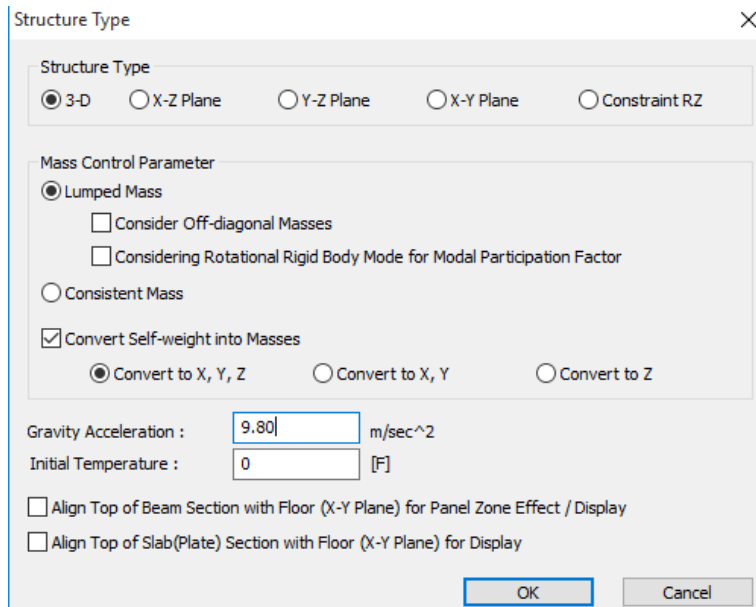 Structure Type
Structure Type
3-D X-Z Plane Y-Z Plane X-Y Plane Constraint RZ
Mass Control Parameter
Lumped Mass
Consider Off-diagonal Masses
Considering Rotational Rigid Body Mode for Modal Participation Factor
Consistent Mass
Convert Self-weight into Masses
Convert to X, Y, Z Convert to X, Y Convert to Z
Gravity Acceleration : 9.80 m/sec^2
Initial Temperature : 0 [F]
Align Top of Beam Section with Floor (X-Y Plane) for Panel Zone Effect / Display
Align Top of Slab(Plate) Section with Floor (X-Y Plane) for Display
OK Cancel